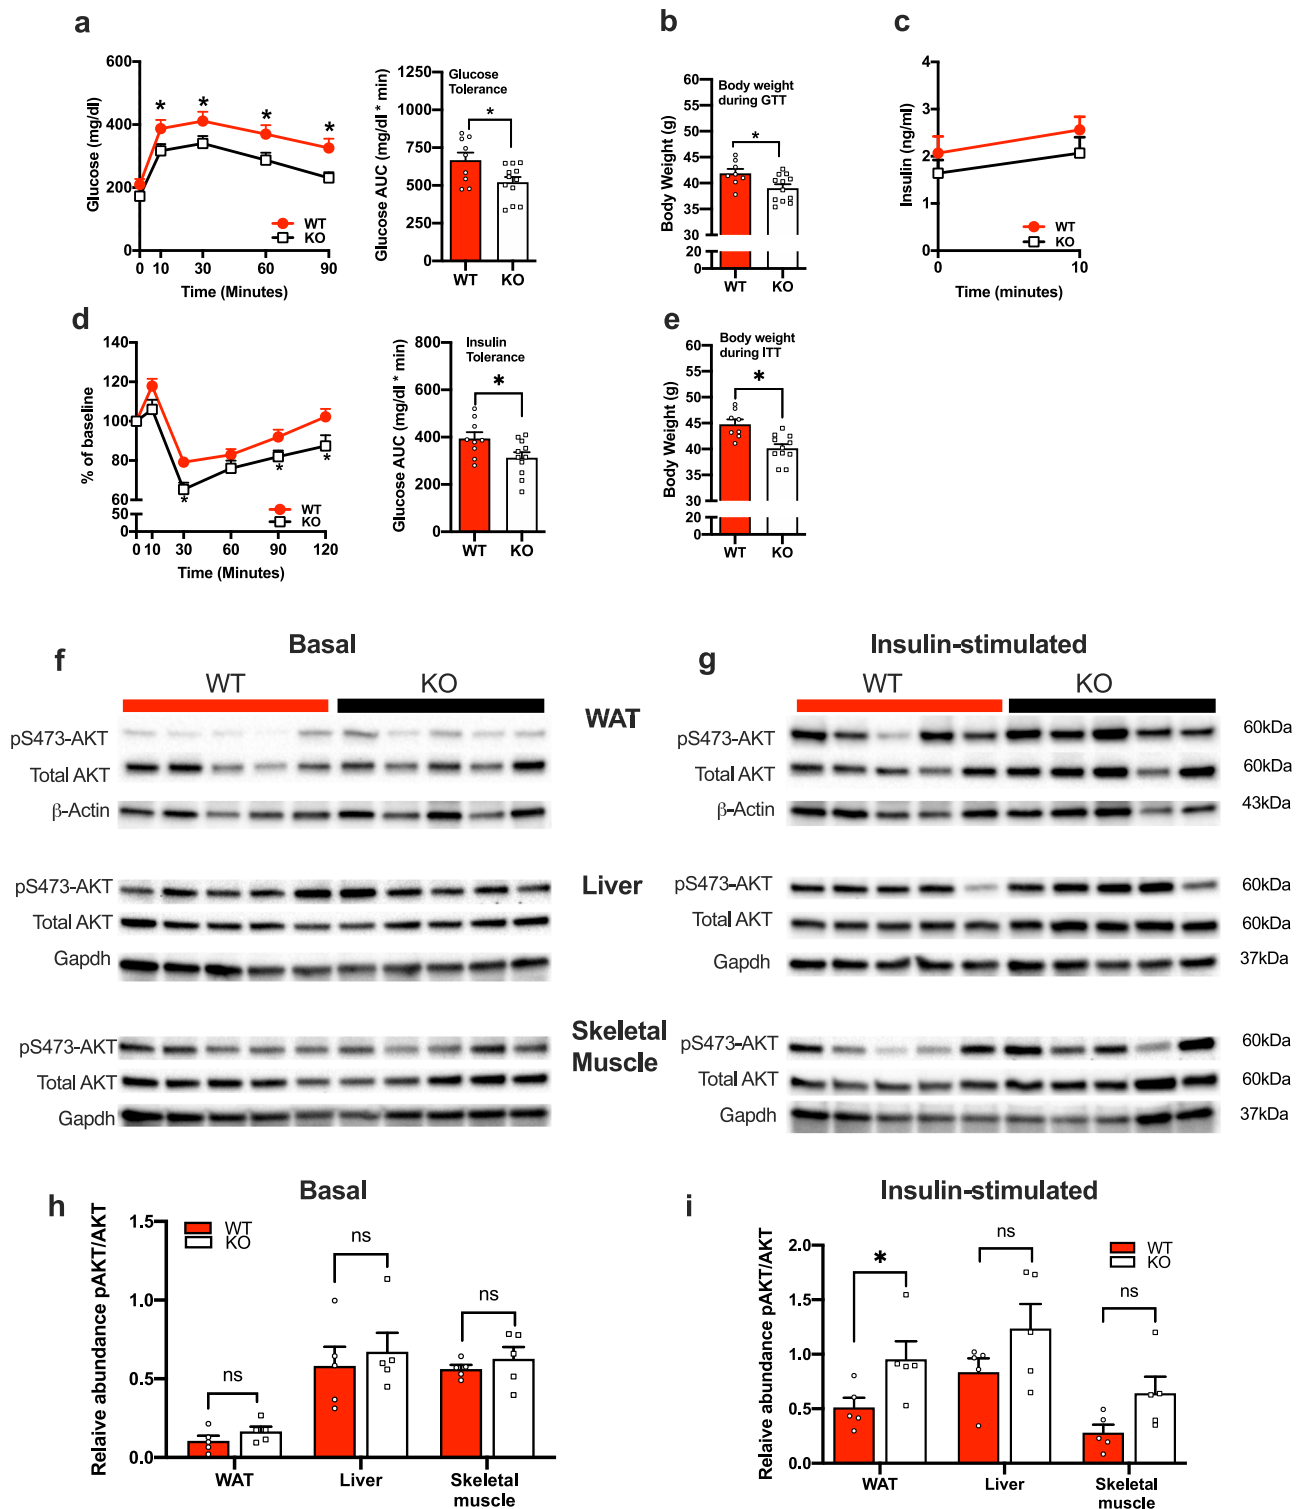 a
Glucose (mg/dl)
600
400
200
0
* * * *
WT
KO
0 10 30 60 90
Time (Minutes)
Glucose AUC (mg/dl * min)
1250
1000
750
500
250
0
Glucose
Tolerance
*
WT KO
b
Body Weight (g)
60
55
50
45
40
35
30
20
0
Body weight
during GTT
*
WT KO
c
Insulin (ng/ml)
4
3
2
1
0
WT
KO
0 10
Time (minutes)
d
% of baseline
140
120
100
80
60
50
0
* * *
WT
KO
0 10 30 60 90 120
Time (Minutes)
Glucose AUC (mg/dl * min)
800
600
400
200
0
Insulin
Tolerance
*
WT KO
e
Body Weight (g)
60
55
50
45
40
35
30
20
0
Body weight
during ITT
*
WT KO
f
Basal
WT KO
WAT
pS473-AKT
Total AKT
β-Actin
Liver
pS473-AKT
Total AKT
Gapdh
Skeletal
Muscle
pS473-AKT
Total AKT
Gapdh
g
Insulin-stimulated
WT KO
pS473-AKT 60kDa
Total AKT 60kDa
β-Actin 43kDa
pS473-AKT 60kDa
Total AKT 60kDa
Gapdh 37kDa
pS473-AKT 60kDa
Total AKT 60kDa
Gapdh 37kDa
h
Basal
Relaive abundance pAKT/AKT
1.5
1.0
0.5
0.0
WT
KO
ns ns ns
WAT Liver Skeletal
muscle
i
Insulin-stimulated
Relaive abundance pAKT/AKT
2.0
1.5
1.0
0.5
0.0
WT
KO
* ns ns
WAT Liver Skeletal
muscle